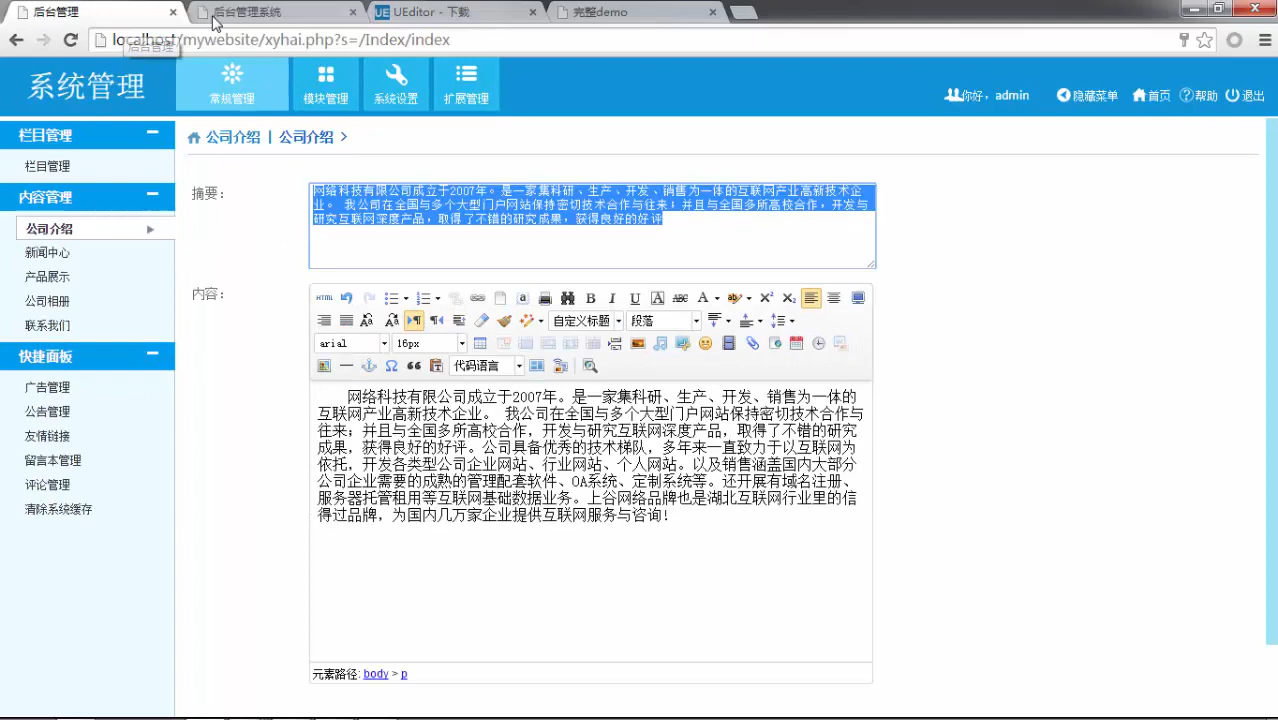 后台管理
后台管理系统
UEditor - 下载
完整demo
localhost/mywebsite/xyhai.php?s=/Index/index
后台管理
系统管理
常规管理
模块管理
系统设置
扩展管理
你好，admin
隐藏菜单
首页
帮助
退出
栏目管理
公司介绍 | 公司介绍 >
栏目管理
内容管理
公司介绍
新闻中心
产品展示
公司相册
联系我们
快捷面板
广告管理
公告管理
友情链接
留言本管理
评论管理
清除系统缓存
摘要：
网络科技有限公司成立于2007年。是一家集科研、生产、开发、销售为一体的互联网产业高新技术企
业。 我公司在全国与多个大型门户网站保持密切技术合作与往来；并且与全国多所高校合作，开发与
研究互联网深度产品，取得了不错的研究成果，获得良好的好评
内容：
HTML
自定义标题
段落
arial
16px
代码语言
网络科技有限公司成立于2007年。是一家集科研、生产、开发、销售为一体的
互联网产业高新技术企业。 我公司在全国与多个大型门户网站保持密切技术合作与
往来；并且与全国多所高校合作，开发与研究互联网深度产品，取得了不错的研究
成果，获得良好的好评。公司具备优秀的技术梯队，多年来一直致力于以互联网为
依托，开发各类型公司企业网站、行业网站、个人网站。以及销售涵盖国内大部分
公司企业需要的成熟的管理配套软件、OA系统、定制系统等。还开展有域名注册、
服务器托管租用等互联网基础数据业务。上谷网络品牌也是湖北互联网行业里的信
得过品牌，为国内几万家企业提供互联网服务与咨询！
元素路径: body > p